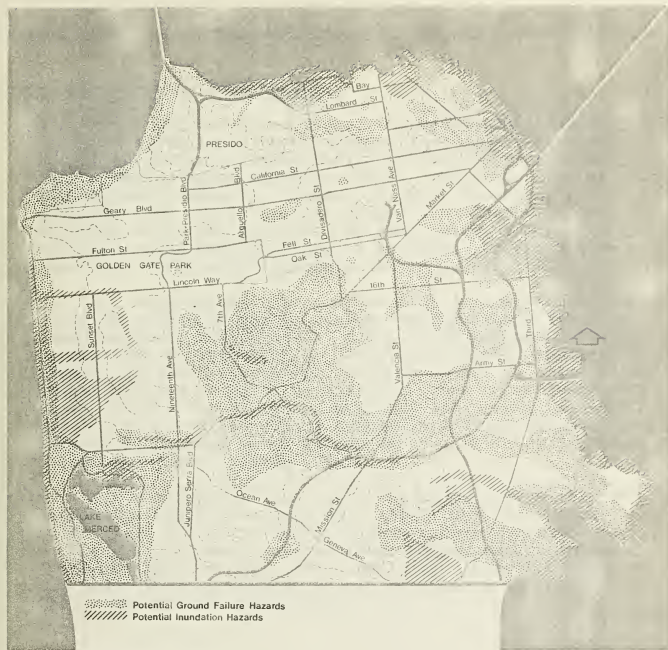 Bay
Lombard St
PRESIDO
California St
Park-Presidio Blvd
Arguello Blvd
Divisadero St
Van Ness Ave
Market St
Geary Blvd
Fulton St
Fell St
Oak St
GOLDEN GATE PARK
Lincoln Way
16th St
Sunset Blvd
7th Ave
Third
Nineteenth Ave
Valencia St
Army St
Junipero Serra Blvd
Ocean Ave
Mission St
LAKE
MERCED
Geneva Ave
Potential Ground Failure Hazards
Potential Inundation Hazards